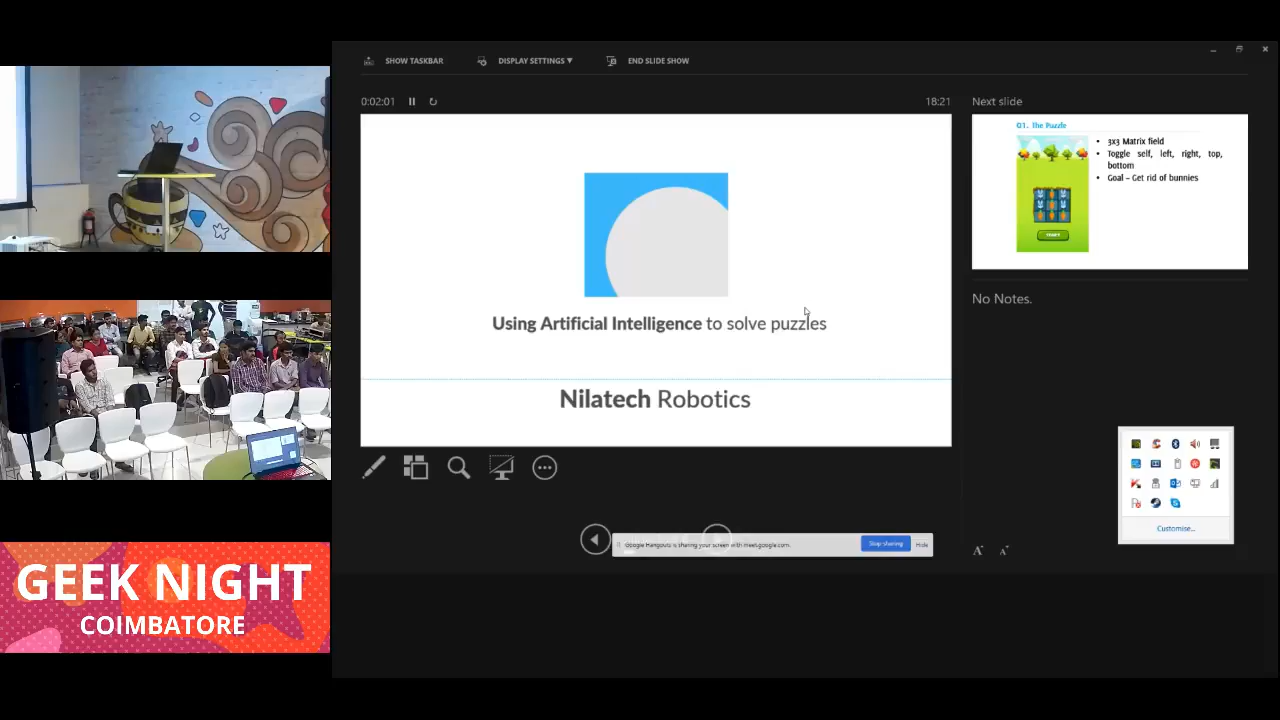 SHOW TASKBAR
DISPLAY SETTINGS ▼
END SLIDE SHOW
0:02:01
18:21
Using Artificial Intelligence to solve puzzles
Nilatech Robotics
Next slide
01. The Puzzle
• 3x3 Matrix field
• Toggle self, left, right, top,
bottom
• Goal – Get rid of bunnies
No Notes.
Customise...
Google Hangouts is sharing your screen with meet.google.com.
Stop sharing
Hide
A
A
GEEK NIGHT
COIMBATORE